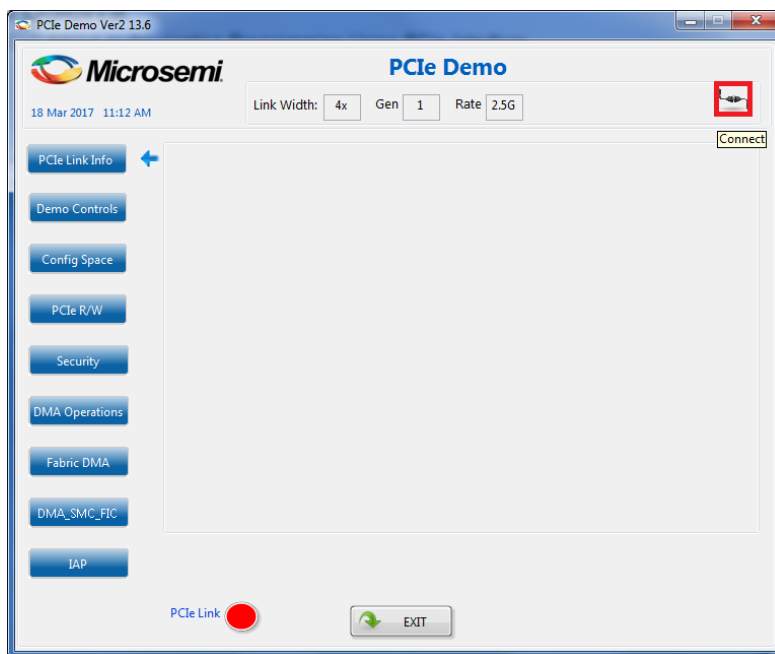 PCIe Demo Ver2 13.6
Microsemi.
PCIe Demo
18 Mar 2017 11:12 AM
Link Width: 4x Gen 1 Rate 2.5G
Connect
PCIe Link Info
Demo Controls
Config Space
PCIe R/W
Security
DMA Operations
Fabric DMA
DMA_SMC_FIC
IAP
PCIe Link
EXIT